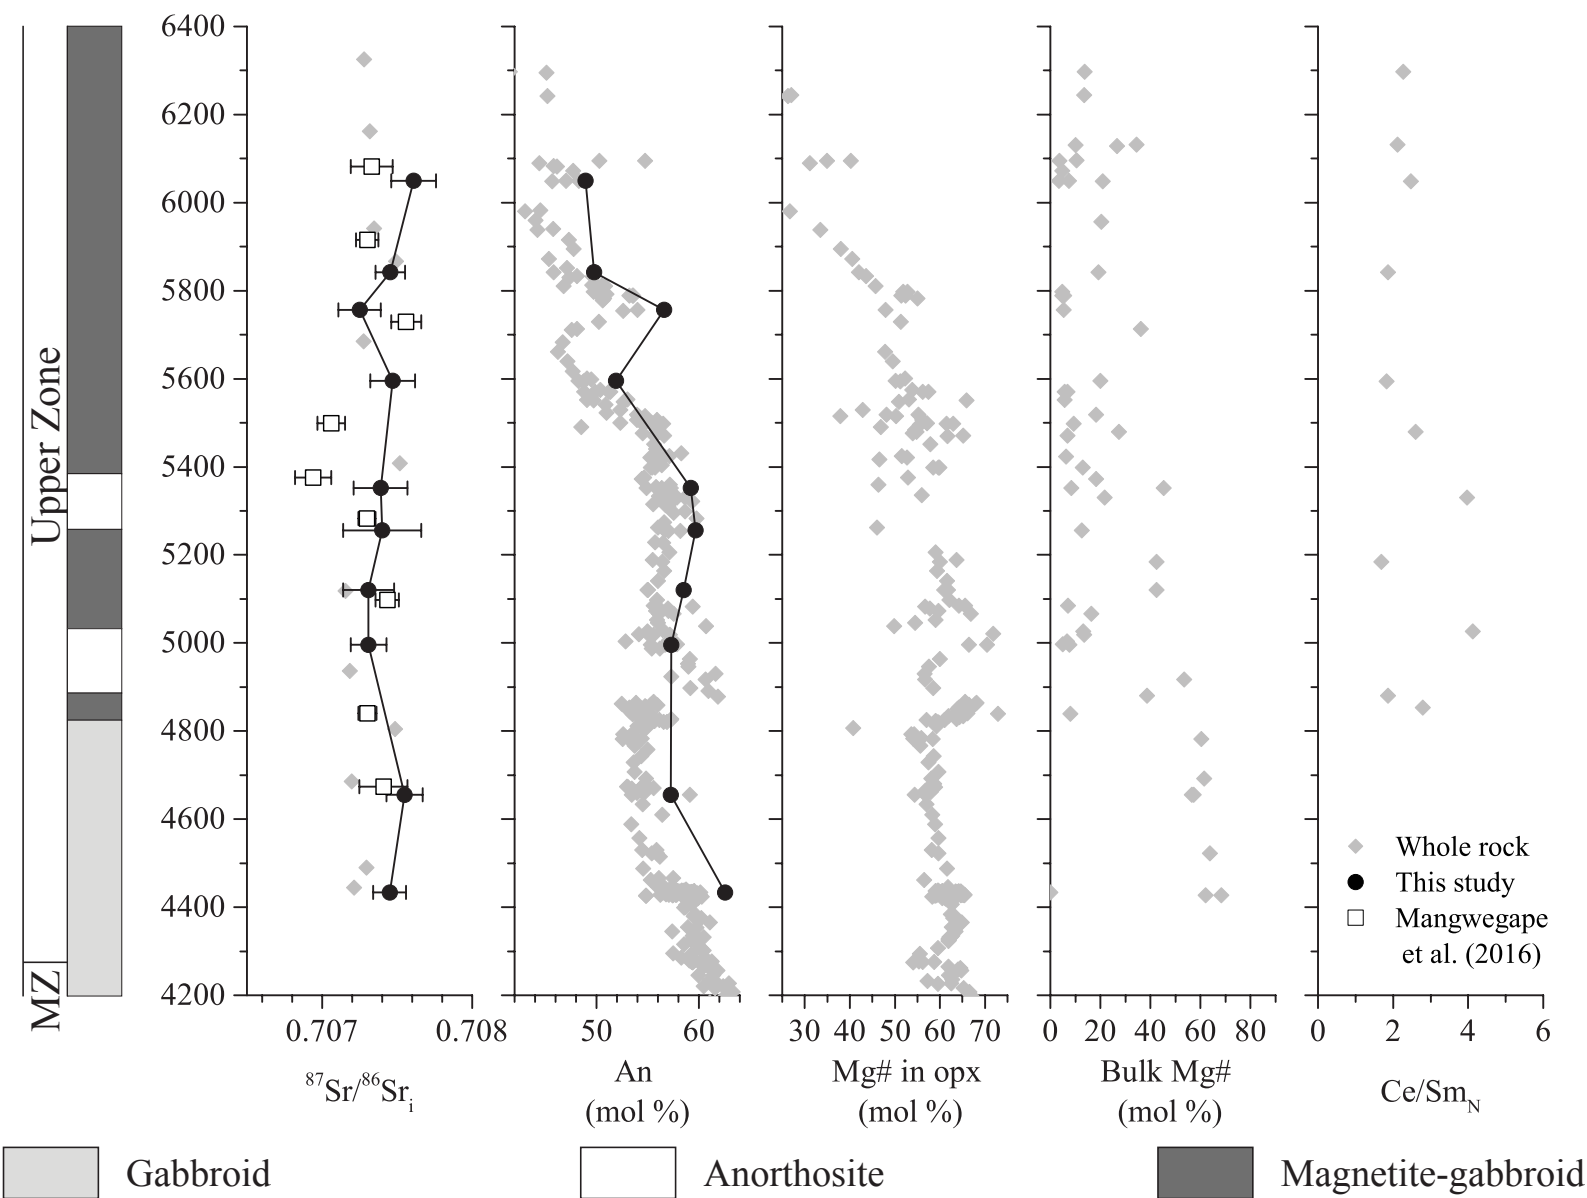 6400
6200
6000
5800
5600
5400
5200
5000
4800
4600
4400
4200
Upper Zone
MZ
0.707 0.708
50 60
30 40 50 60 70
0 20 40 60 80
0 2 4 6
⁸⁷Sr/⁸⁶Srᵢ
An
(mol %)
Mg# in opx
(mol %)
Bulk Mg#
(mol %)
Ce/Sm_N
Whole rock
This study
Mangwegape
et al. (2016)
Gabbroid
Anorthosite
Magnetite-gabbroid